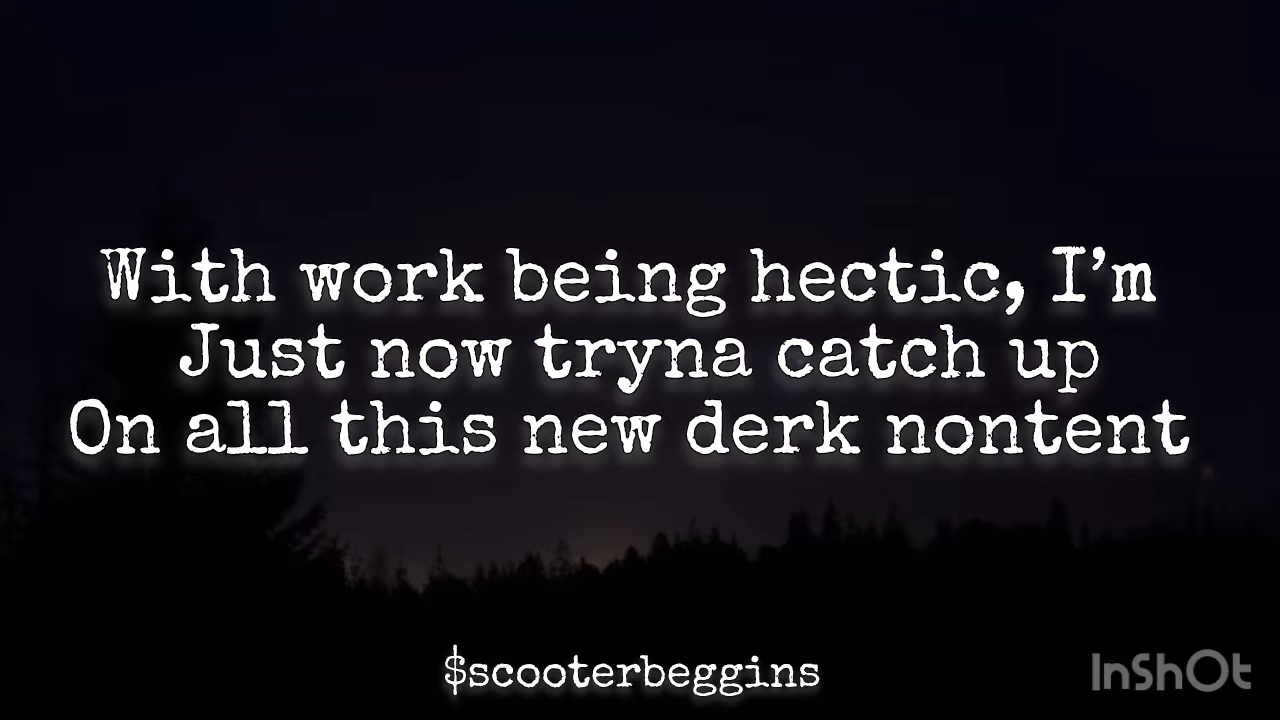 With work being hectic, I’m
Just now tryna catch up
On all this new derk nontent
$scooterbeggins
InShOt